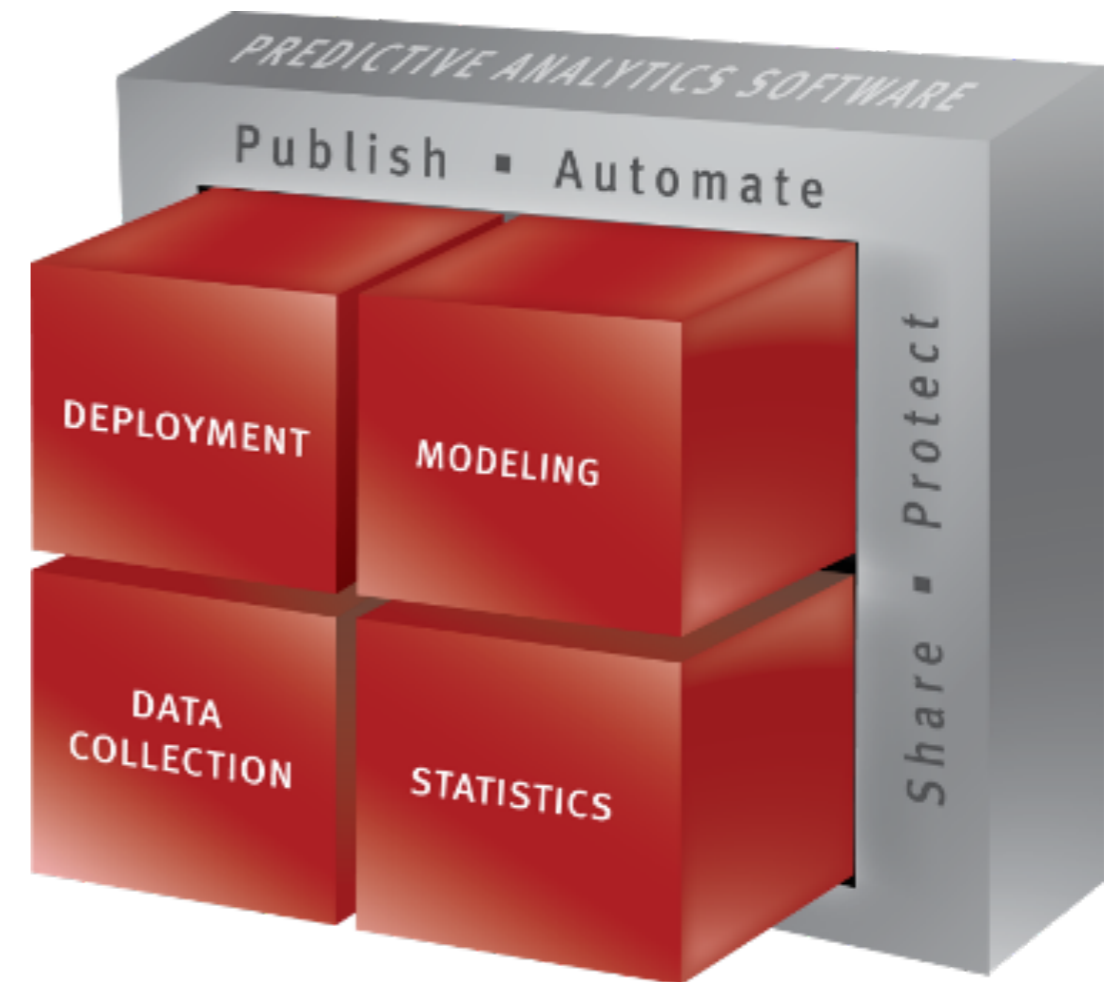 PREDICTIVE ANALYTICS SOFTWARE
Publish ▪ Automate
Share ▪ Protect
DEPLOYMENT
MODELING
DATA
COLLECTION
STATISTICS